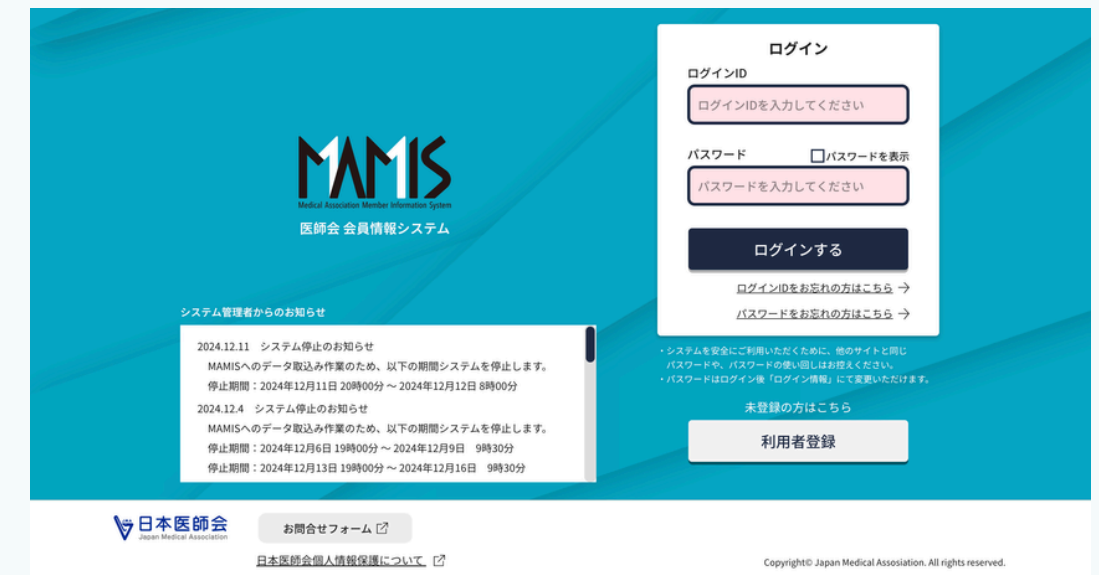 MAMIS
Medical Association Member Information System
医師会 会員情報システム
システム管理者からのお知らせ
2024.12.11 システム停止のお知らせ
MAMISへのデータ取込み作業のため、以下の期間システムを停止します。
停止期間：2024年12月11日 20時00分 ～ 2024年12月12日 8時00分
2024.12.4 システム停止のお知らせ
MAMISへのデータ取込み作業のため、以下の期間システムを停止します。
停止期間：2024年12月6日 19時00分 ～ 2024年12月9日 9時30分
停止期間：2024年12月13日 19時00分 ～ 2024年12月16日 9時30分
ログイン
ログインID
ログインIDを入力してください
パスワード パスワードを表示
パスワードを入力してください
ログインする
ログインIDをお忘れの方はこちら →
パスワードをお忘れの方はこちら →
・システムを安全にご利用いただくために、他のサイトと同じ
パスワードや、パスワードの使い回しはお控えください。
・パスワードはログイン後「ログイン情報」にて変更いただけます。
未登録の方はこちら
利用者登録
日本医師会
Japan Medical Association
お問合せフォーム
日本医師会個人情報保護について
Copyright© Japan Medical Assosiation. All rights reserved.